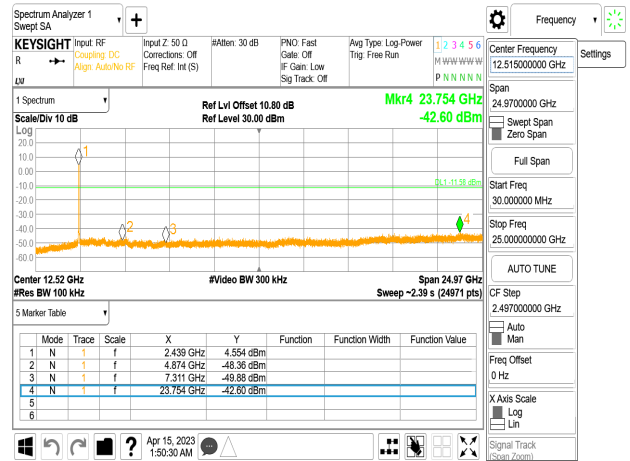 Spectrum Analyzer 1
Swept SA
Frequency
KEYSIGHT
R
Input: RF
Coupling: DC
Align: Auto/No RF
Input Z: 50 Ω
Corrections: Off
Freq Ref: Int (S)
#Atten: 30 dB
PNO: Fast
Gate: Off
IF Gain: Low
Sig Track: Off
Avg Type: Log-Power
Trig: Free Run
1 2 3 4 5 6
M W W W W W
P N N N N N
LXI
Center Frequency
12.515000000 GHz
Settings
Span
24.9700000 GHz
Swept Span
Zero Span
Full Span
Start Freq
30.000000 MHz
Stop Freq
25.000000000 GHz
AUTO TUNE
CF Step
2.497000000 GHz
Auto
Man
Freq Offset
0 Hz
X Axis Scale
Log
Lin
Signal Track
(Span Zoom)
1 Spectrum
Scale/Div 10 dB
Ref Lvl Offset 10.80 dB
Ref Level 30.00 dBm
Mkr4 23.754 GHz
-42.60 dBm
Log
20.0
10.0
0.00
-10.0
-20.0
-30.0
-40.0
-50.0
-60.0
1
2
3
4
DL1 -11.56 dBm
Center 12.52 GHz
#Res BW 100 kHz
#Video BW 300 kHz
Span 24.97 GHz
Sweep ~2.39 s (24971 pts)
5 Marker Table
Mode Trace Scale X Y Function Function Width Function Value
1 N 1 f 2.439 GHz 4.554 dBm
2 N 1 f 4.874 GHz -48.36 dBm
3 N 1 f 7.311 GHz -49.88 dBm
4 N 1 f 23.754 GHz -42.60 dBm
5
6
?
Apr 15, 2023
1:50:30 AM